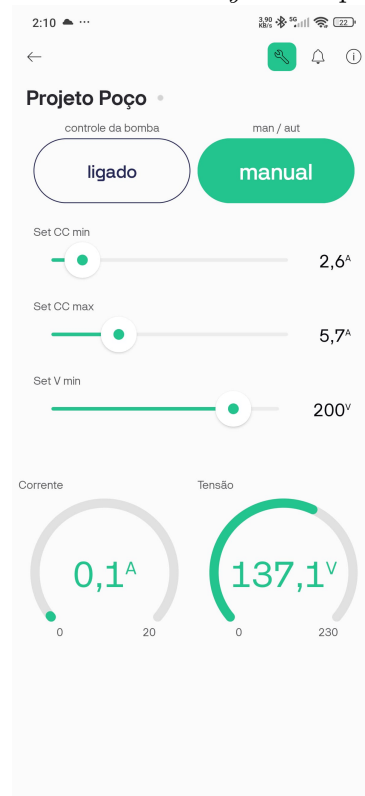 2:10 ... 3,90 KB/s 5G 22
Projeto Poço
controle da bomba man / aut
ligado manual
Set CC min
2,6A
Set CC max
5,7A
Set V min
200V
Corrente Tensão
0,1A 137,1V
0 20 0 230